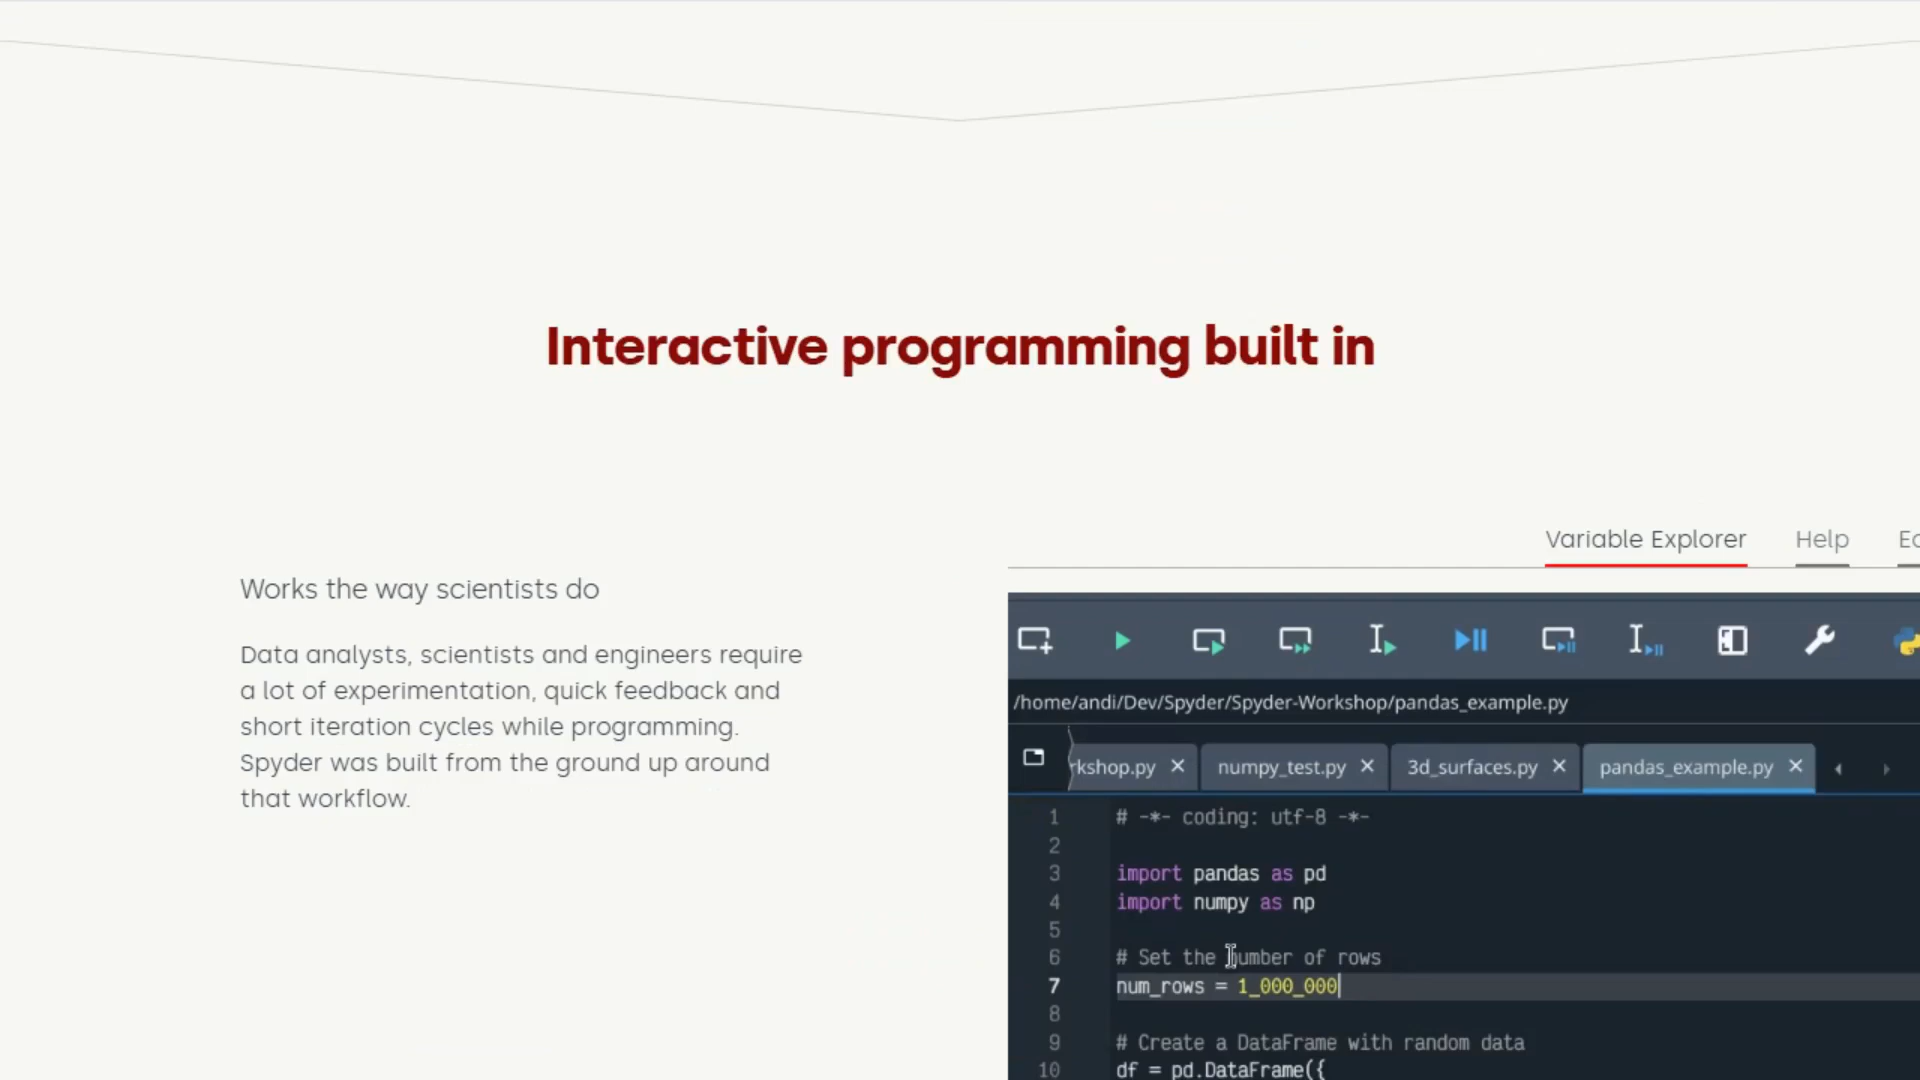 Interactive programming built in
Variable Explorer Help
Works the way scientists do
Data analysts, scientists and engineers require
a lot of experimentation, quick feedback and
short iteration cycles while programming.
Spyder was built from the ground up around
that workflow.
/home/andi/Dev/Spyder/Spyder-Workshop/pandas_example.py
rkshop.py numpy_test.py 3d_surfaces.py pandas_example.py
1 # -*- coding: utf-8 -*-
2
3 import pandas as pd
4 import numpy as np
5
6 # Set the number of rows
7 num_rows = 1_000_000
8
9 # Create a DataFrame with random data
10 df = pd.DataFrame({